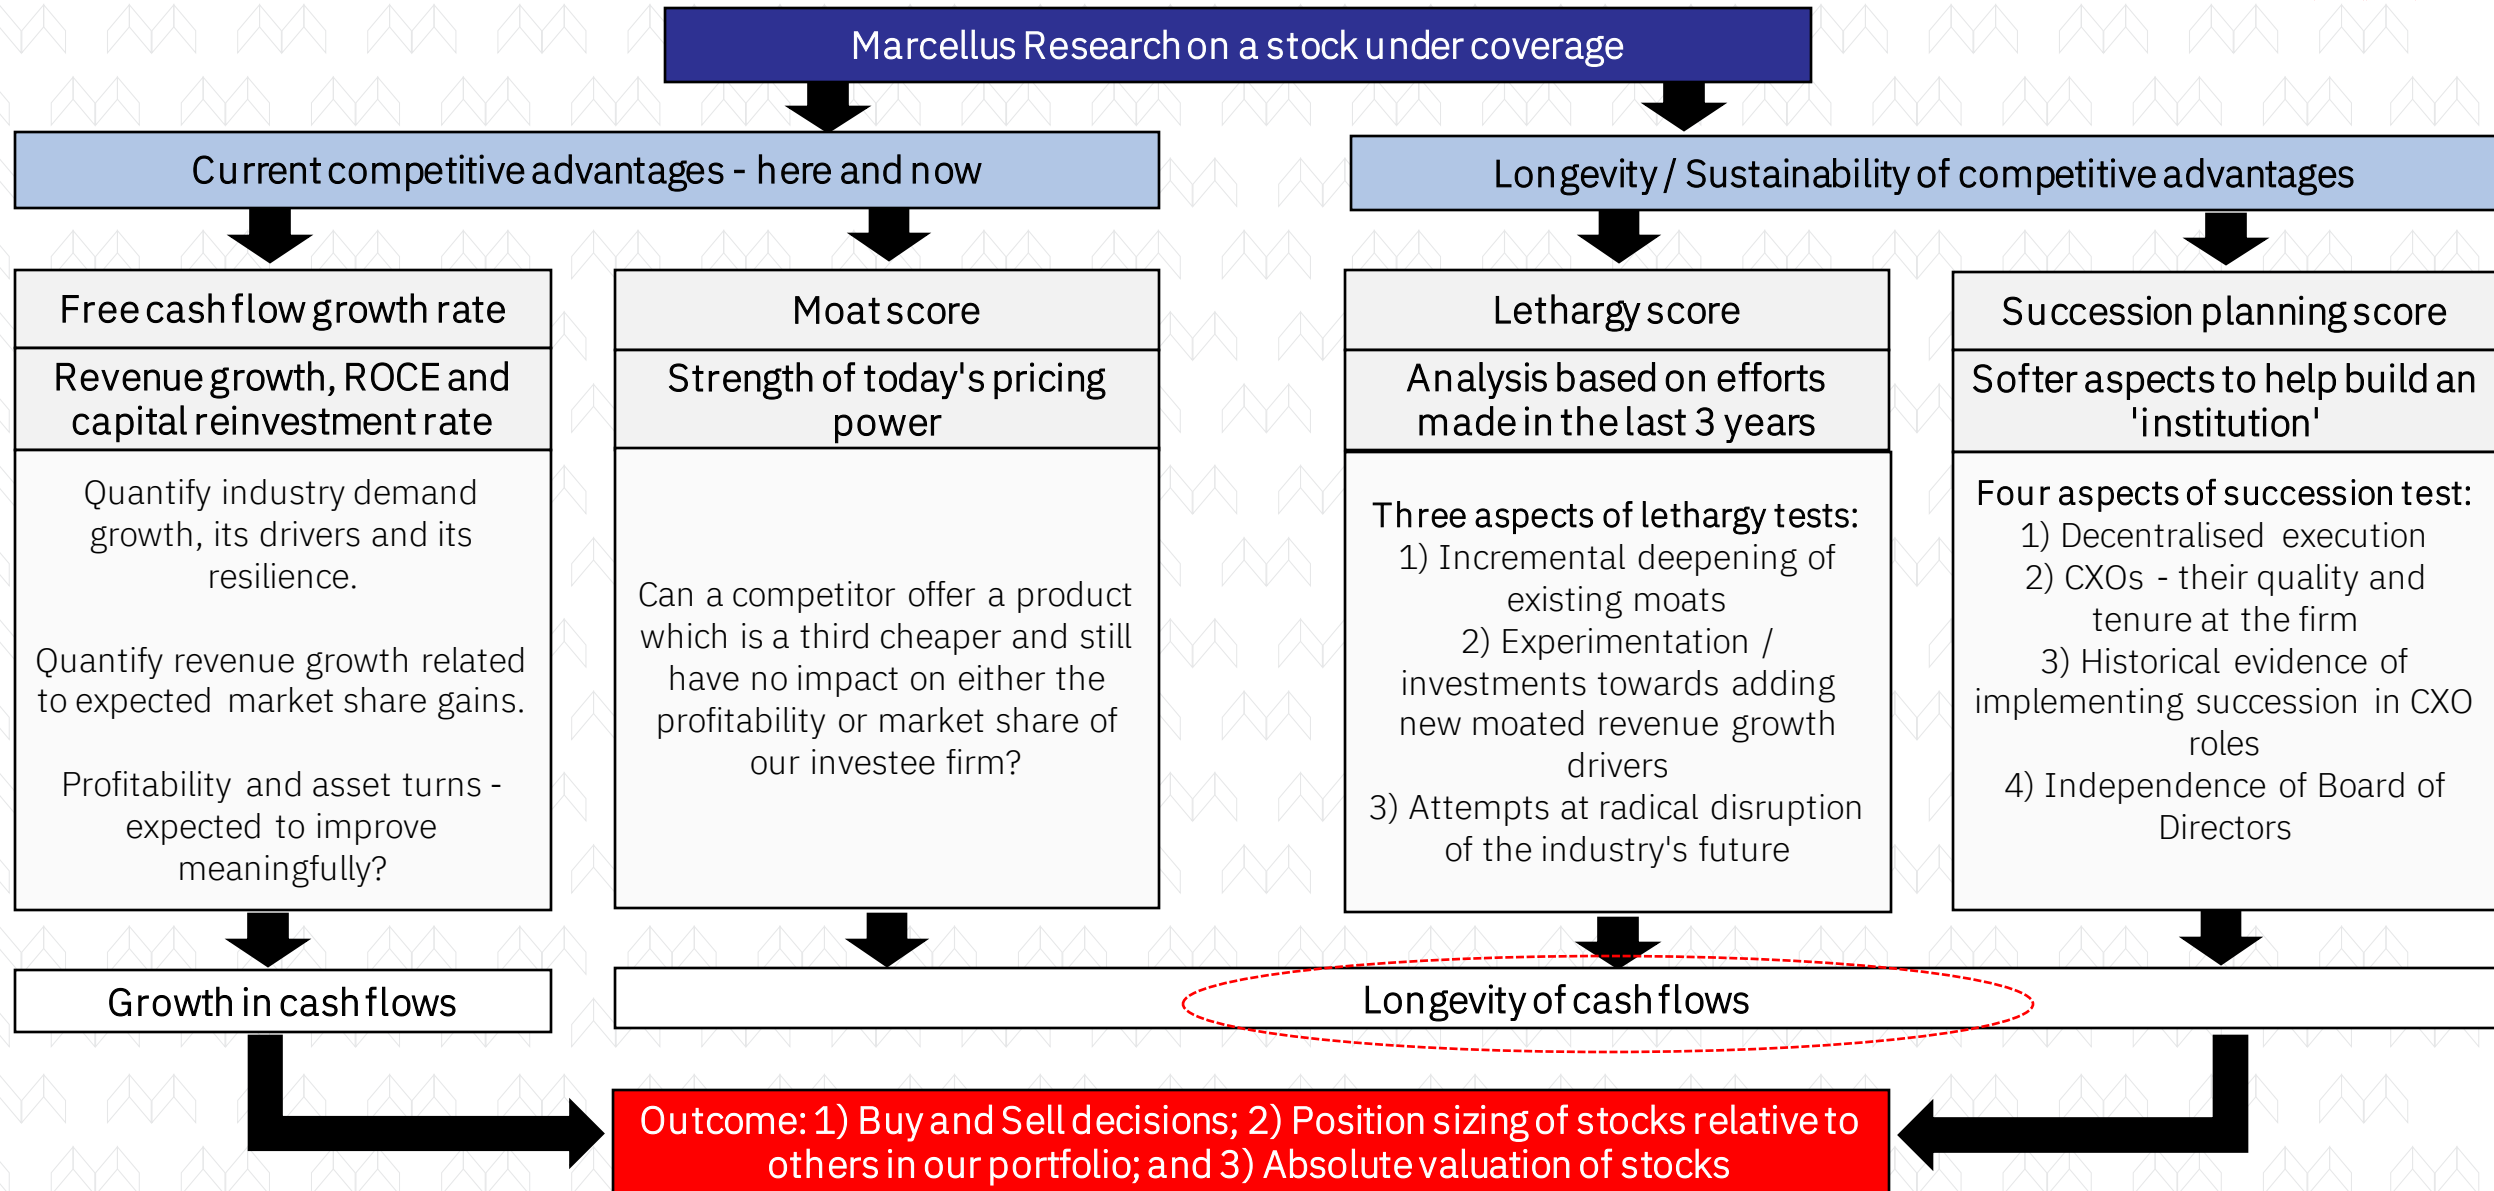 Marcellus Research on a stock under coverage
Current competitive advantages - here and now
Longevity / Sustainability of competitive advantages
Free cash flow growth rate
Revenue growth, ROCE and
capital reinvestment rate
Quantify industry demand
growth, its drivers and its
resilience.
Quantify revenue growth related
to expected market share gains.
Profitability and asset turns -
expected to improve
meaningfully?
Moat score
Strength of today's pricing
power
Can a competitor offer a product
which is a third cheaper and still
have no impact on either the
profitability or market share of
our investee firm?
Lethargy score
Analysis based on efforts
made in the last 3 years
Three aspects of lethargy tests:
1) Incremental deepening of
existing moats
2) Experimentation /
investments towards adding
new moated revenue growth
drivers
3) Attempts at radical disruption
of the industry's future
Succession planning score
Softer aspects to help build an
'institution'
Four aspects of succession test:
1) Decentralised execution
2) CXOs - their quality and
tenure at the firm
3) Historical evidence of
implementing succession in CXO
roles
4) Independence of Board of
Directors
Growth in cash flows
Longevity of cash flows
Outcome: 1) Buy and Sell decisions; 2) Position sizing of stocks relative to
others in our portfolio; and 3) Absolute valuation of stocks